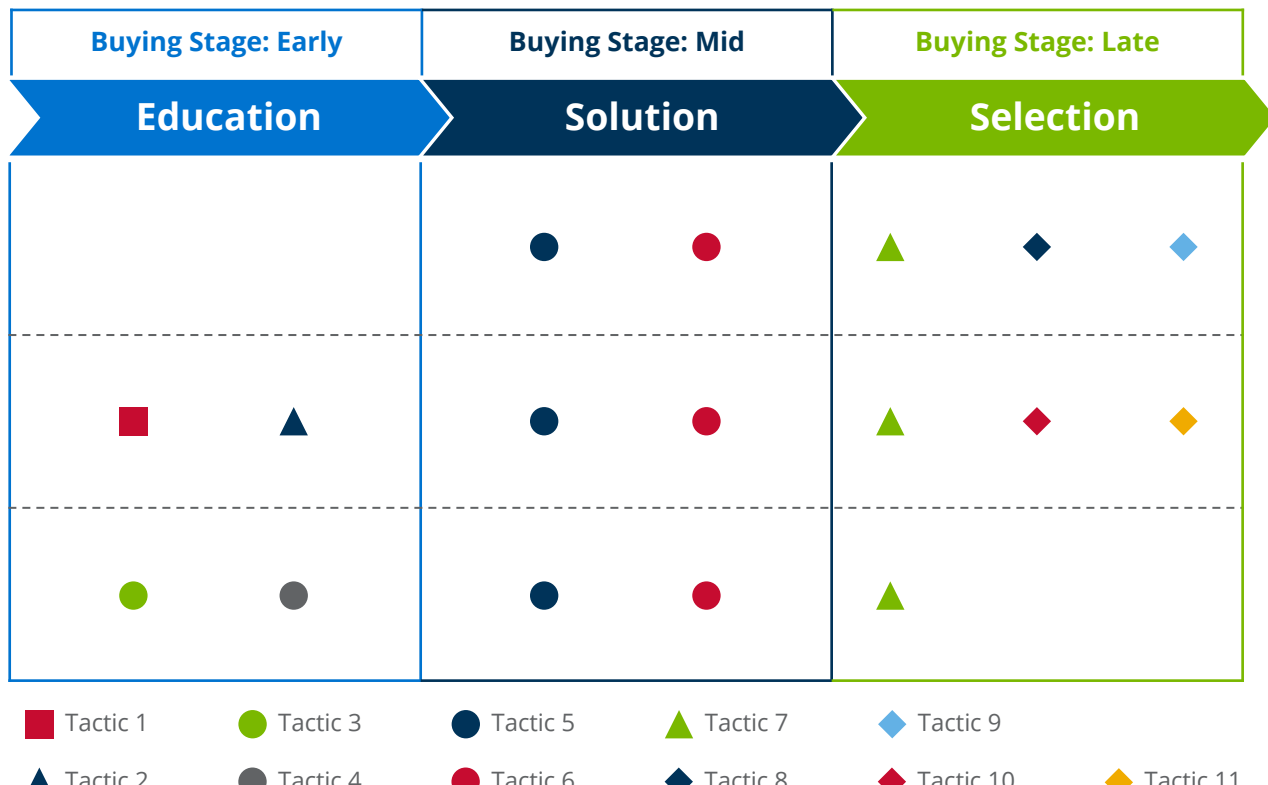 Buying Stage: Early
Buying Stage: Mid
Buying Stage: Late
Education
Solution
Selection
Tactic 1
Tactic 3
Tactic 5
Tactic 7
Tactic 9
Tactic 2
Tactic 4
Tactic 6
Tactic 8
Tactic 10
Tactic 11